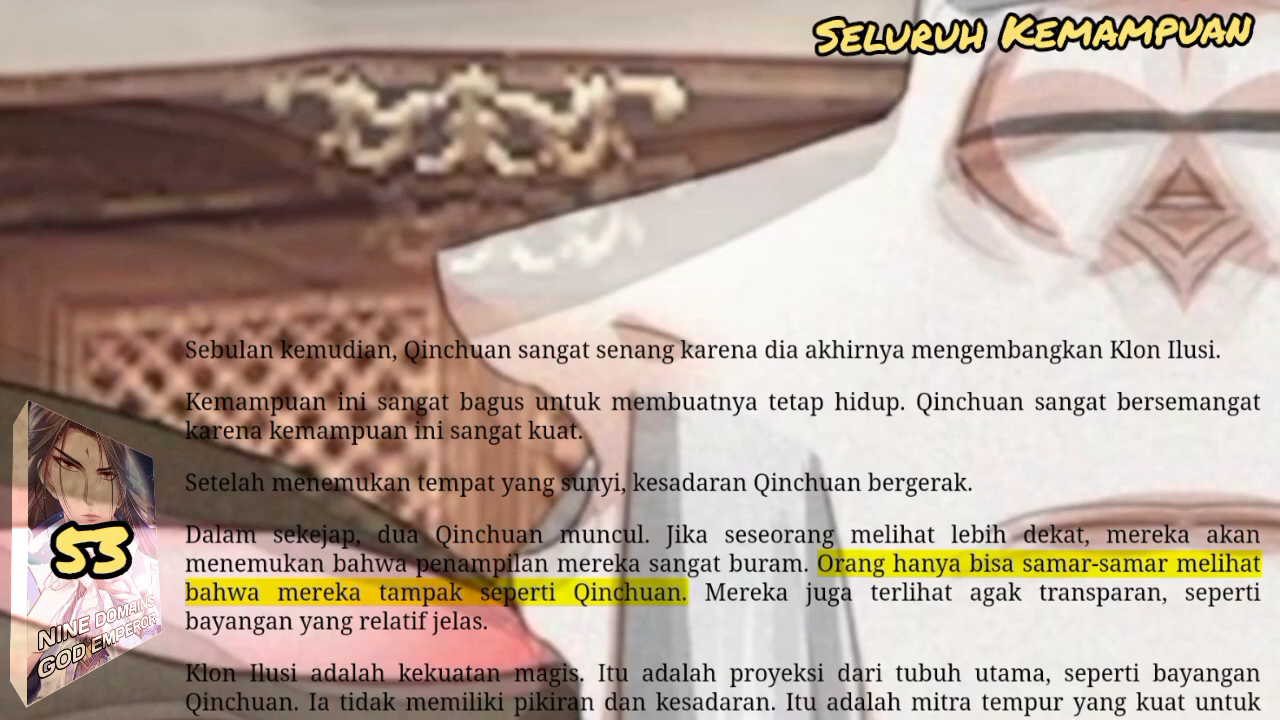 Seluruh Kemampuan
Sebulan kemudian, Qinchuan sangat senang karena dia akhirnya mengembangkan Klon Ilusi.
Kemampuan ini sangat bagus untuk membuatnya tetap hidup. Qinchuan sangat bersemangat
karena kemampuan ini sangat kuat.
Setelah menemukan tempat yang sunyi, kesadaran Qinchuan bergerak.
Dalam sekejap, dua Qinchuan muncul. Jika seseorang melihat lebih dekat, mereka akan
menemukan bahwa penampilan mereka sangat buram. Orang hanya bisa samar-samar melihat
bahwa mereka tampak seperti Qinchuan. Mereka juga terlihat agak transparan, seperti
bayangan yang relatif jelas.
Klon Ilusi adalah kekuatan magis. Itu adalah proyeksi dari tubuh utama, seperti bayangan
Qinchuan. Ia tidak memiliki pikiran dan kesadaran. Itu adalah mitra tempur yang kuat untuk
53
NINE DOMAINS
GOD EMPEROR